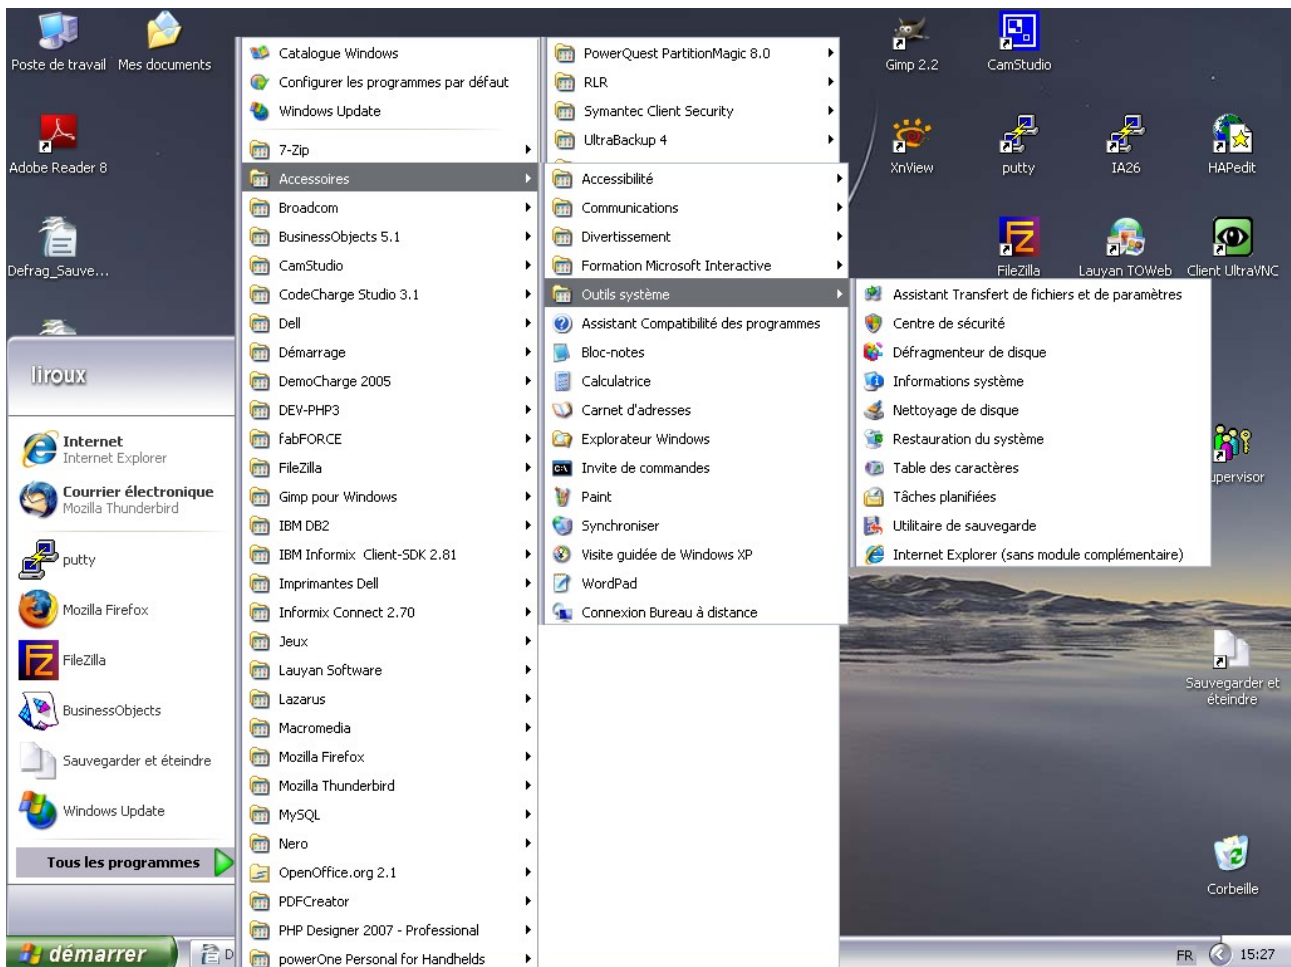 Poste de travail
Mes documents
Adobe Reader 8
Defrag_Sauve...
Gimp 2.2
CamStudio
XnView
putty
IA26
HAPedit
FileZilla
Lauyan TOWeb
Client UltraVNC
Sauvegarder et
éteindre
Corbeille
liroux
Internet
Internet Explorer
Courrier électronique
Mozilla Thunderbird
putty
Mozilla Firefox
FileZilla
BusinessObjects
Sauvegarder et éteindre
Windows Update
Tous les programmes
démarrer
D
Catalogue Windows
Configurer les programmes par défaut
Windows Update
7-Zip
Accessoires
Broadcom
BusinessObjects 5.1
CamStudio
CodeCharge Studio 3.1
Dell
Démarrage
DemoCharge 2005
DEV-PHP3
fabFORCE
FileZilla
Gimp pour Windows
IBM DB2
IBM Informix Client-SDK 2.81
Imprimantes Dell
Informix Connect 2.70
Jeux
Lauyan Software
Lazarus
Macromedia
Mozilla Firefox
Mozilla Thunderbird
MySQL
Nero
OpenOffice.org 2.1
PDFCreator
PHP Designer 2007 - Professional
powerOne Personal for Handhelds
PowerQuest PartitionMagic 8.0
RLR
Symantec Client Security
UltraBackup 4
Accessibilité
Communications
Divertissement
Formation Microsoft Interactive
Outils système
Assistant Compatibilité des programmes
Bloc-notes
Calculatrice
Carnet d'adresses
Explorateur Windows
Invite de commandes
Paint
Synchroniser
Visite guidée de Windows XP
WordPad
Connexion Bureau à distance
Assistant Transfert de fichiers et de paramètres
Centre de sécurité
Défragmenteur de disque
Informations système
Nettoyage de disque
Restauration du système
Table des caractères
Tâches planifiées
Utilitaire de sauvegarde
Internet Explorer (sans module complémentaire)
FR
15:27